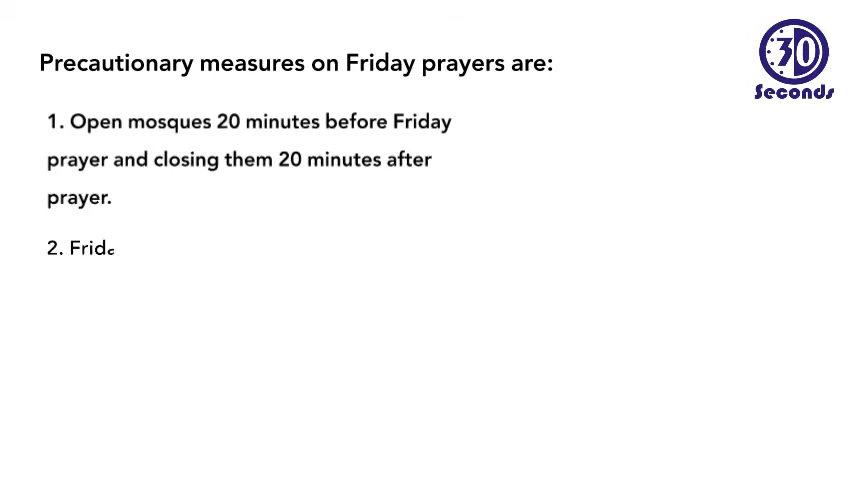 Precautionary measures on Friday prayers are:
30
Seconds
1. Open mosques 20 minutes before Friday
prayer and closing them 20 minutes after
prayer.
2. Frid